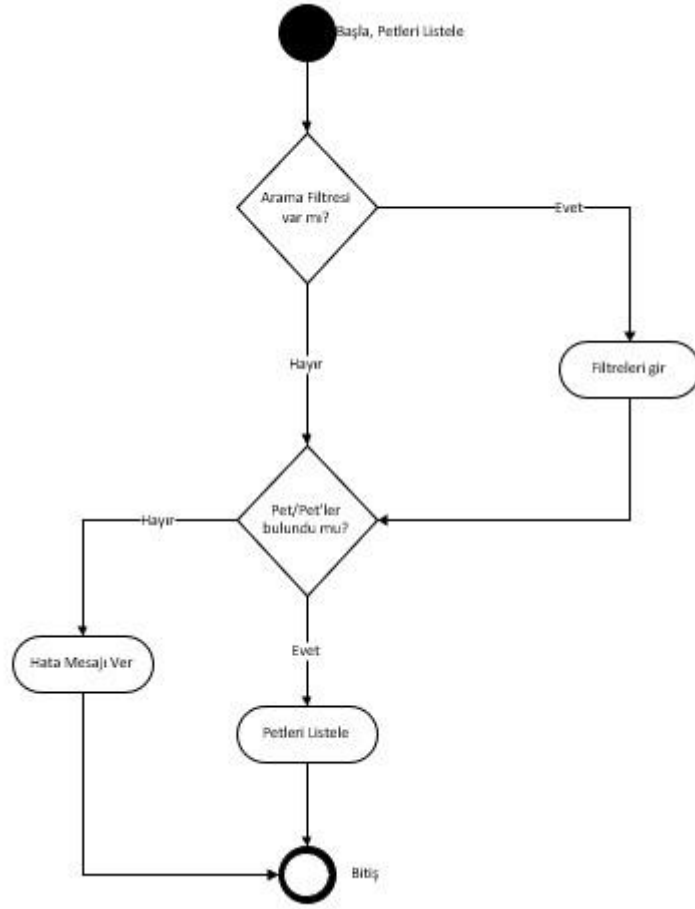 Başla, Petleri Listele
Arama Filtresi
var mı?
Evet
Hayır
Filtreleri gir
Pet/Pet'ler
bulundu mu?
Hayır
Evet
Hata Mesajı Ver
Petleri Listele
Bitiş